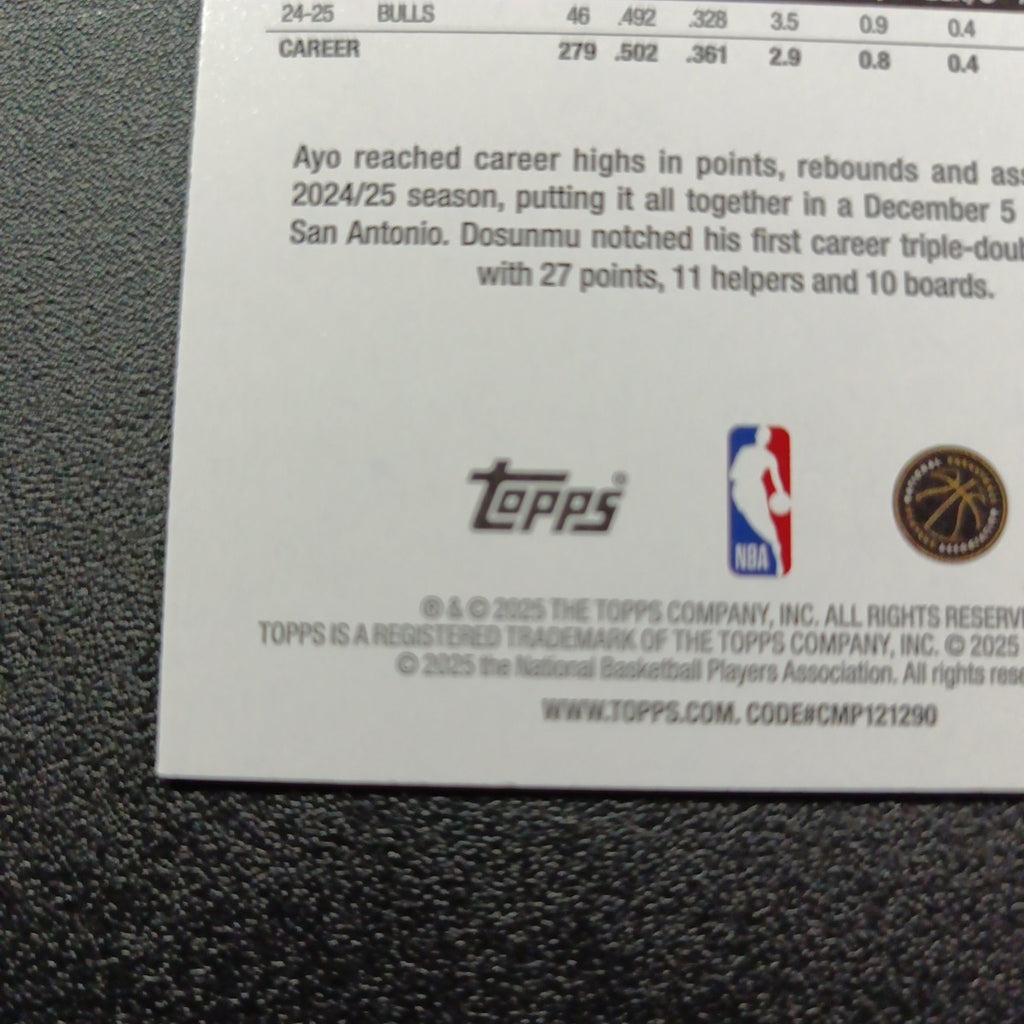 24-25 BULLS 46 .492 .328 3.5 0.9 0.4
CAREER 279 .502 .361 2.9 0.8 0.4
Ayo reached career highs in points, rebounds and ass
2024/25 season, putting it all together in a December 5
San Antonio. Dosunmu notched his first career triple-doub
with 27 points, 11 helpers and 10 boards.
Topps®
NBA
® & © 2025 THE TOPPS COMPANY, INC. ALL RIGHTS RESERV
TOPPS IS A REGISTERED TRADEMARK OF THE TOPPS COMPANY, INC. © 2025
© 2025 the National Basketball Players Association. All rights rese
WWW.TOPPS.COM. CODE#CMP121290